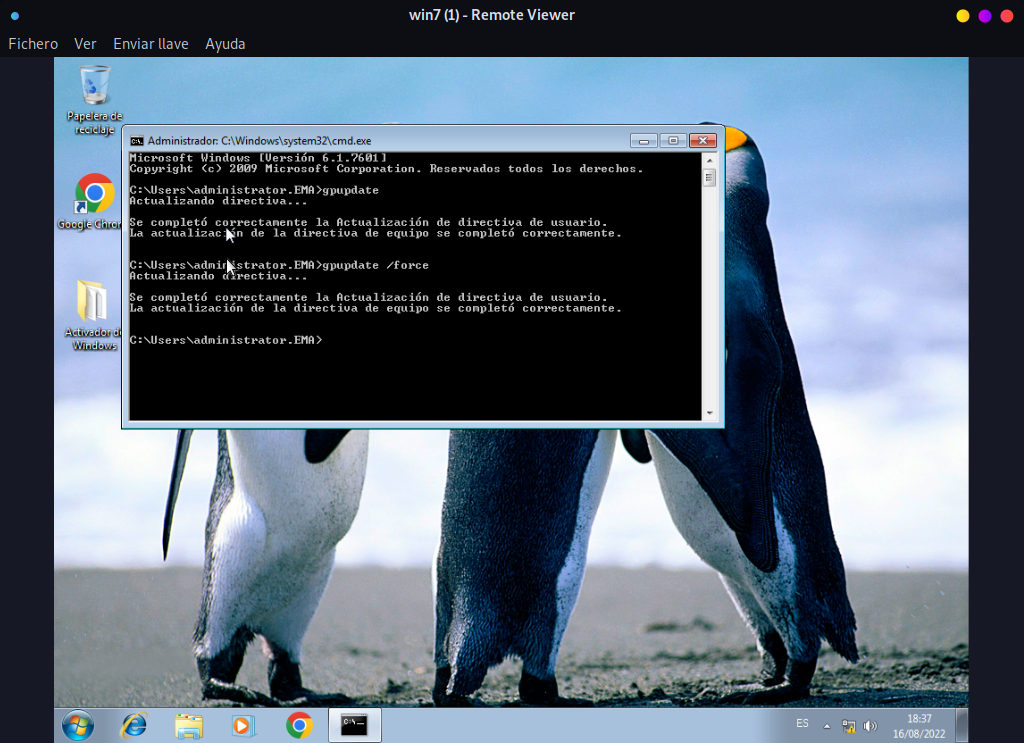 win7 (1) - Remote Viewer
Fichero Ver Enviar llave Ayuda
Papelera de
reciclaje
Google Chrom
Activador de
Windows
Administrador: C:\Windows\system32\cmd.exe
Microsoft Windows [Versión 6.1.7601]
Copyright (c) 2009 Microsoft Corporation. Reservados todos los derechos.
C:\Users\administrator.EMA>gpupdate
Actualizando directiva...
Se completó correctamente la Actualización de directiva de usuario.
La actualización de la directiva de equipo se completó correctamente.
C:\Users\administrator.EMA>gpupdate /force
Actualizando directiva...
Se completó correctamente la Actualización de directiva de usuario.
La actualización de la directiva de equipo se completó correctamente.
C:\Users\administrator.EMA>
ES
18:37
16/08/2022